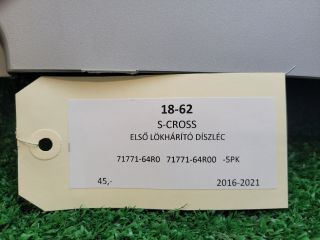 18-62
S-CROSS
ELSŐ LÖKHÁRÍTÓ DÍSZLÉC
71771-64R0 71771-64R00 -5PK
45,- 2016-2021